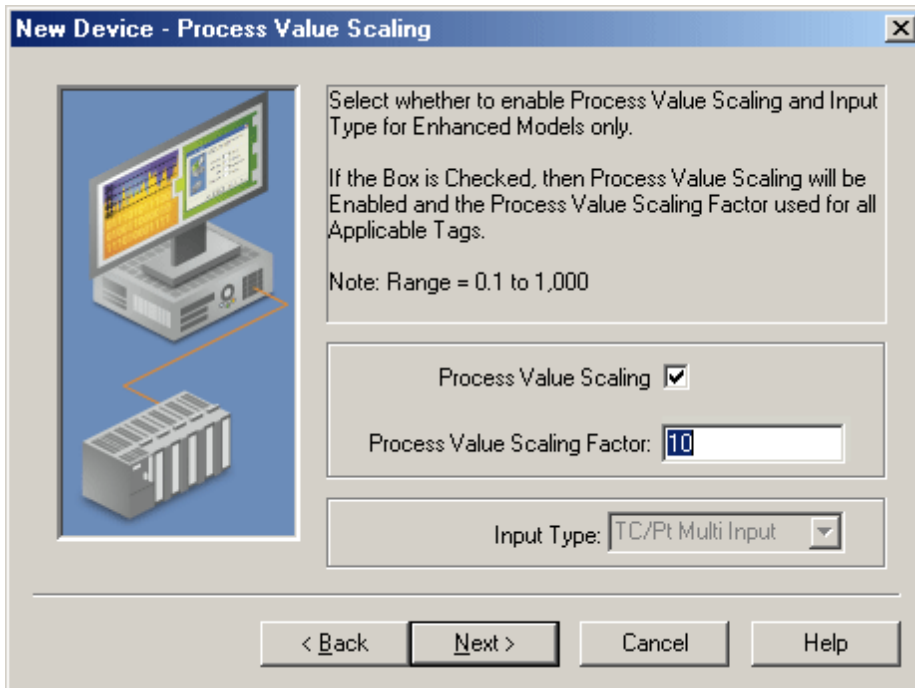 New Device - Process Value Scaling
Select whether to enable Process Value Scaling and Input
Type for Enhanced Models only.
If the Box is Checked, then Process Value Scaling will be
Enabled and the Process Value Scaling Factor used for all
Applicable Tags.
Note: Range = 0.1 to 1,000
Process Value Scaling
Process Value Scaling Factor: 10
Input Type: TC/Pt Multi Input
< Back Next > Cancel Help